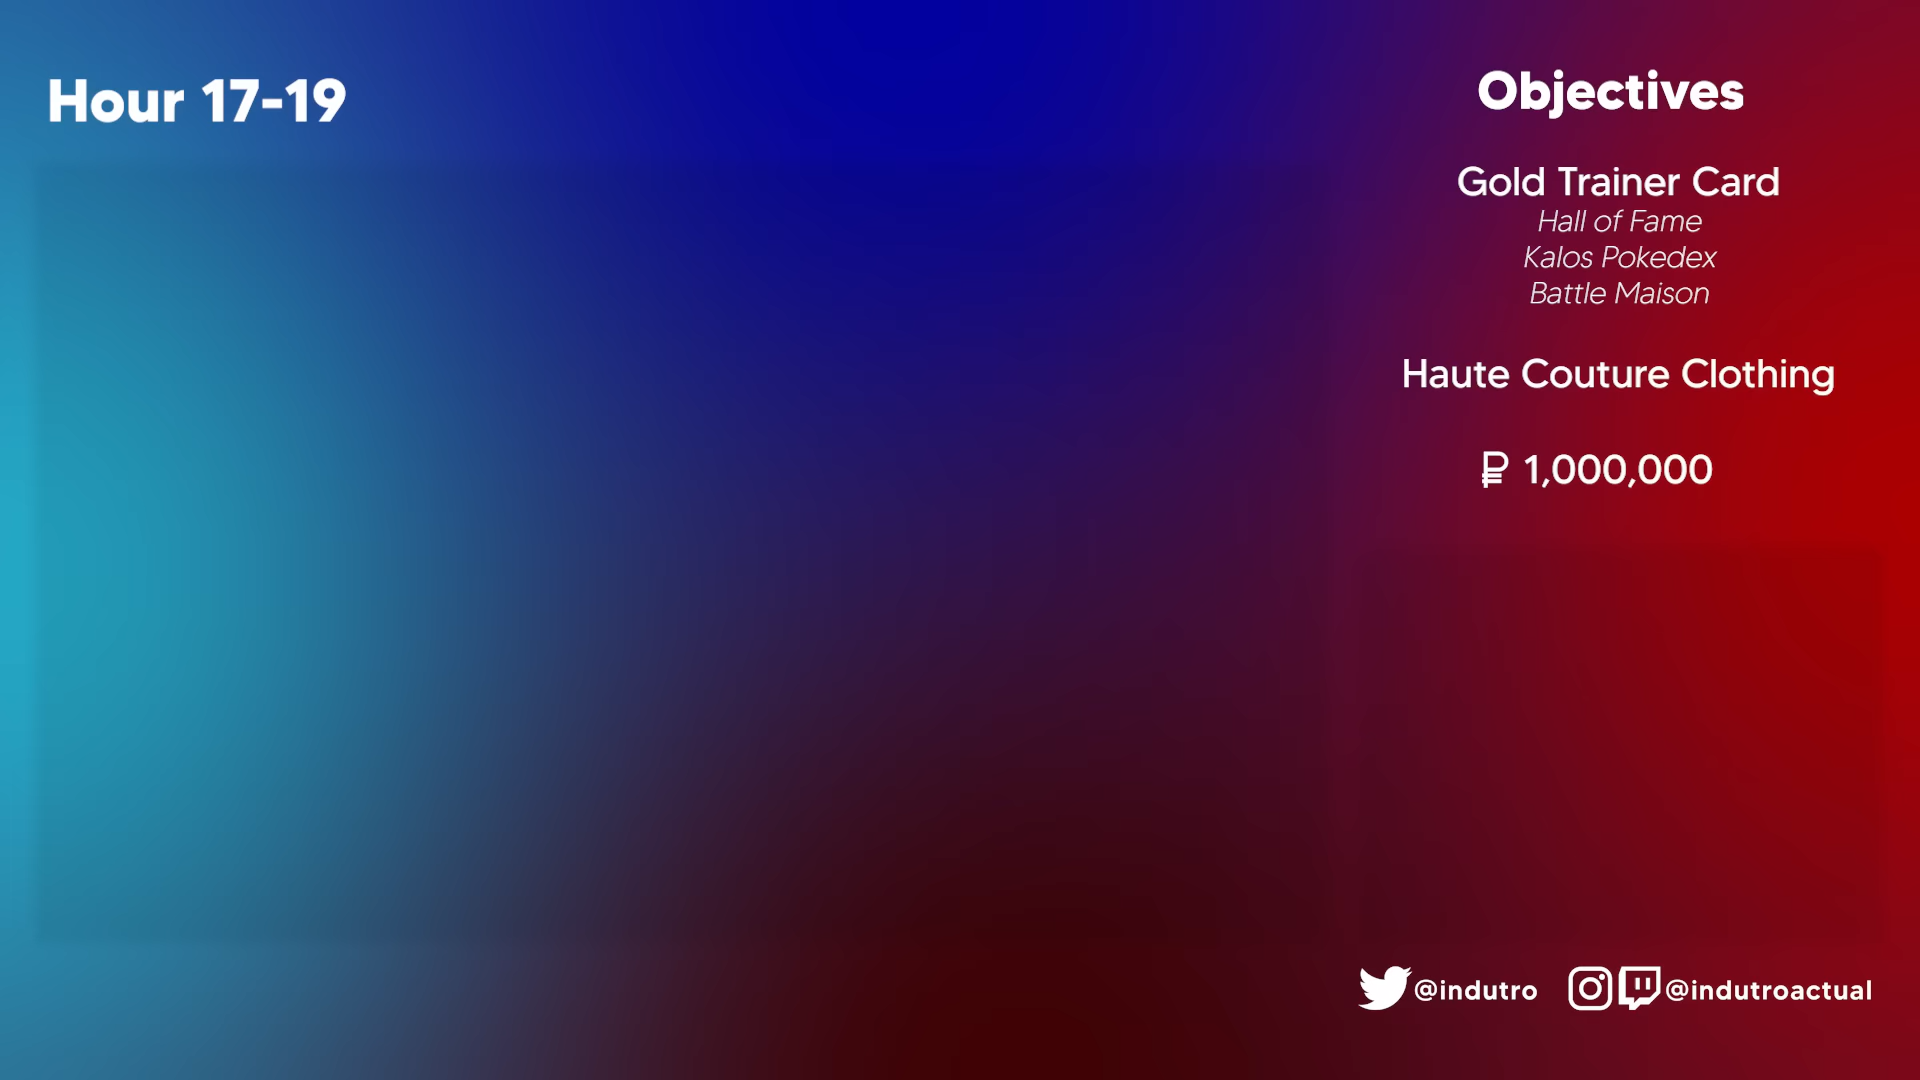 Hour 17-19
Objectives
Gold Trainer Card
Hall of Fame
Kalos Pokedex
Battle Maison
Haute Couture Clothing
₽ 1,000,000
@indutro
@indutroactual